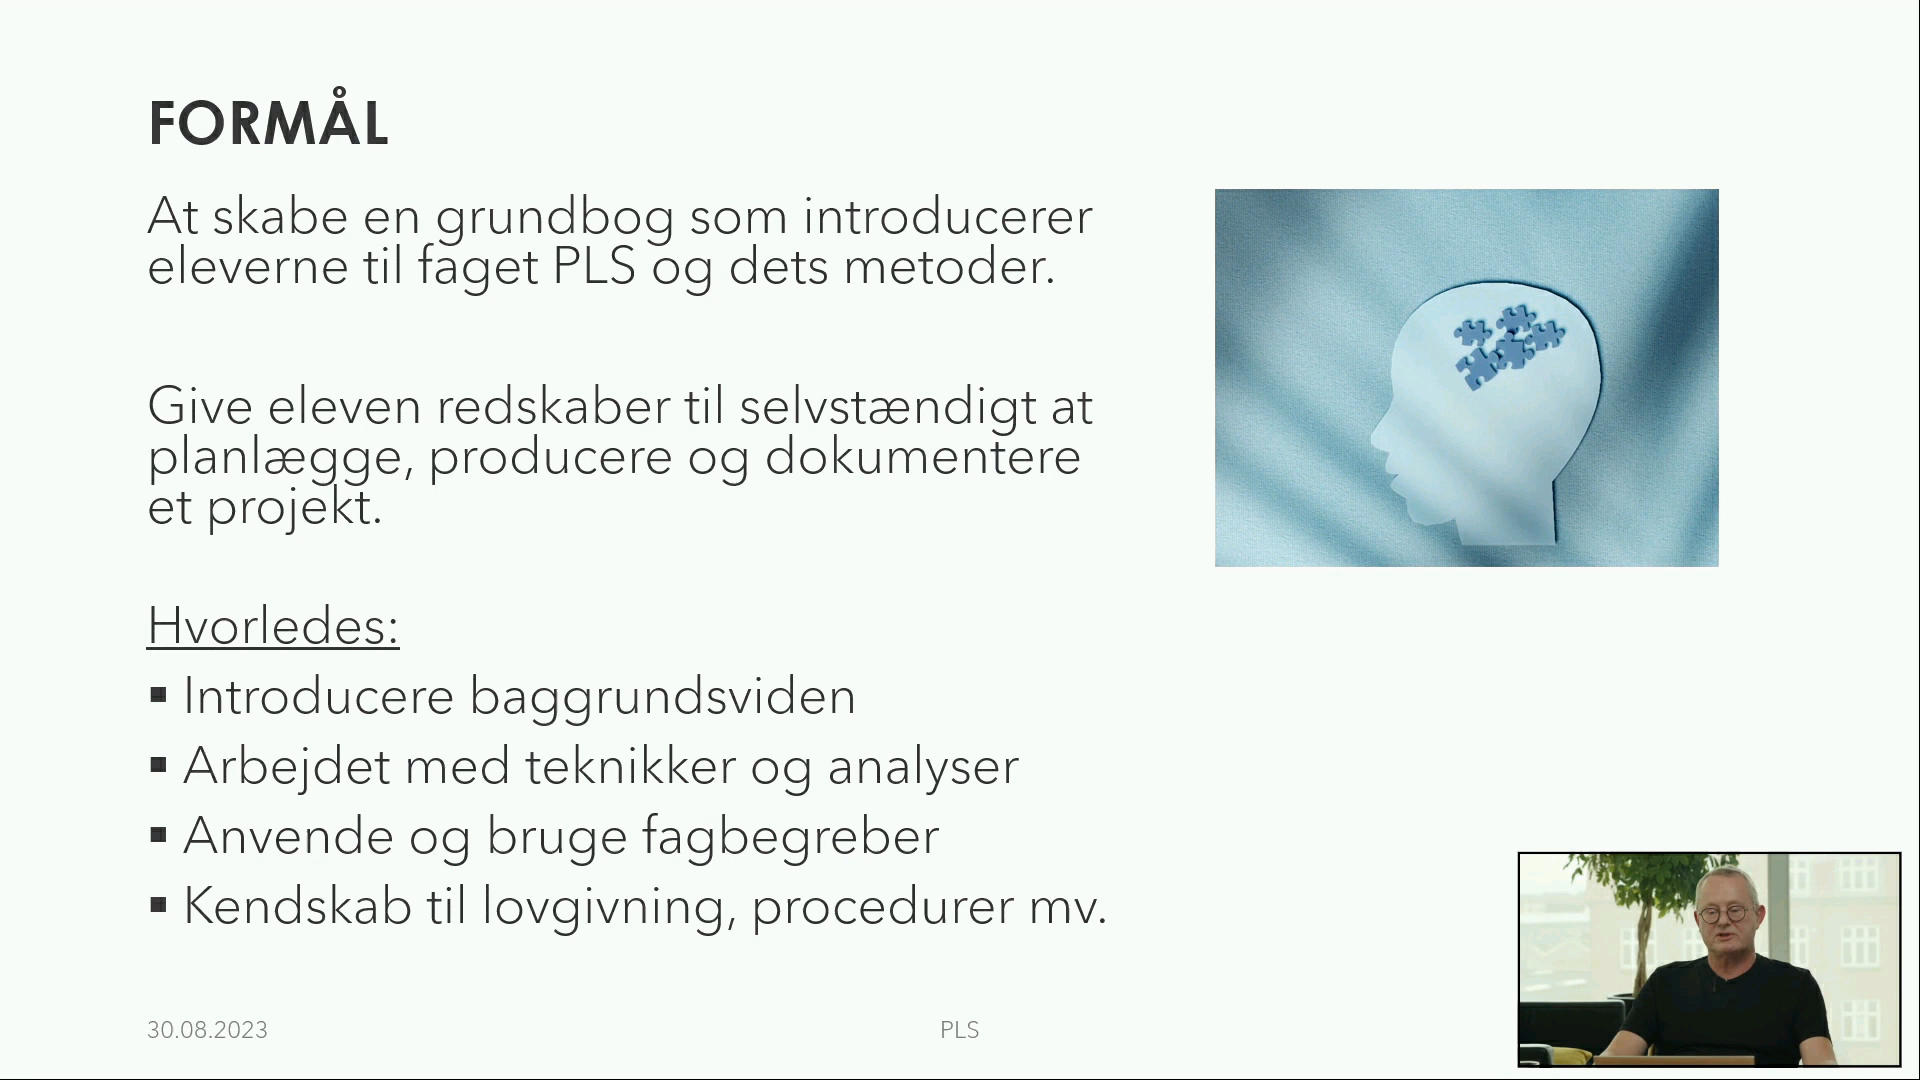 FORMÅL
At skabe en grundbog som introducerer
eleverne til faget PLS og dets metoder.
Give eleven redskaber til selvstændigt at
planlægge, producere og dokumentere
et projekt.
Hvorledes:
▪ Introducere baggrundsviden
▪ Arbejdet med teknikker og analyser
▪ Anvende og bruge fagbegreber
▪ Kendskab til lovgivning, procedurer mv.
30.08.2023
PLS